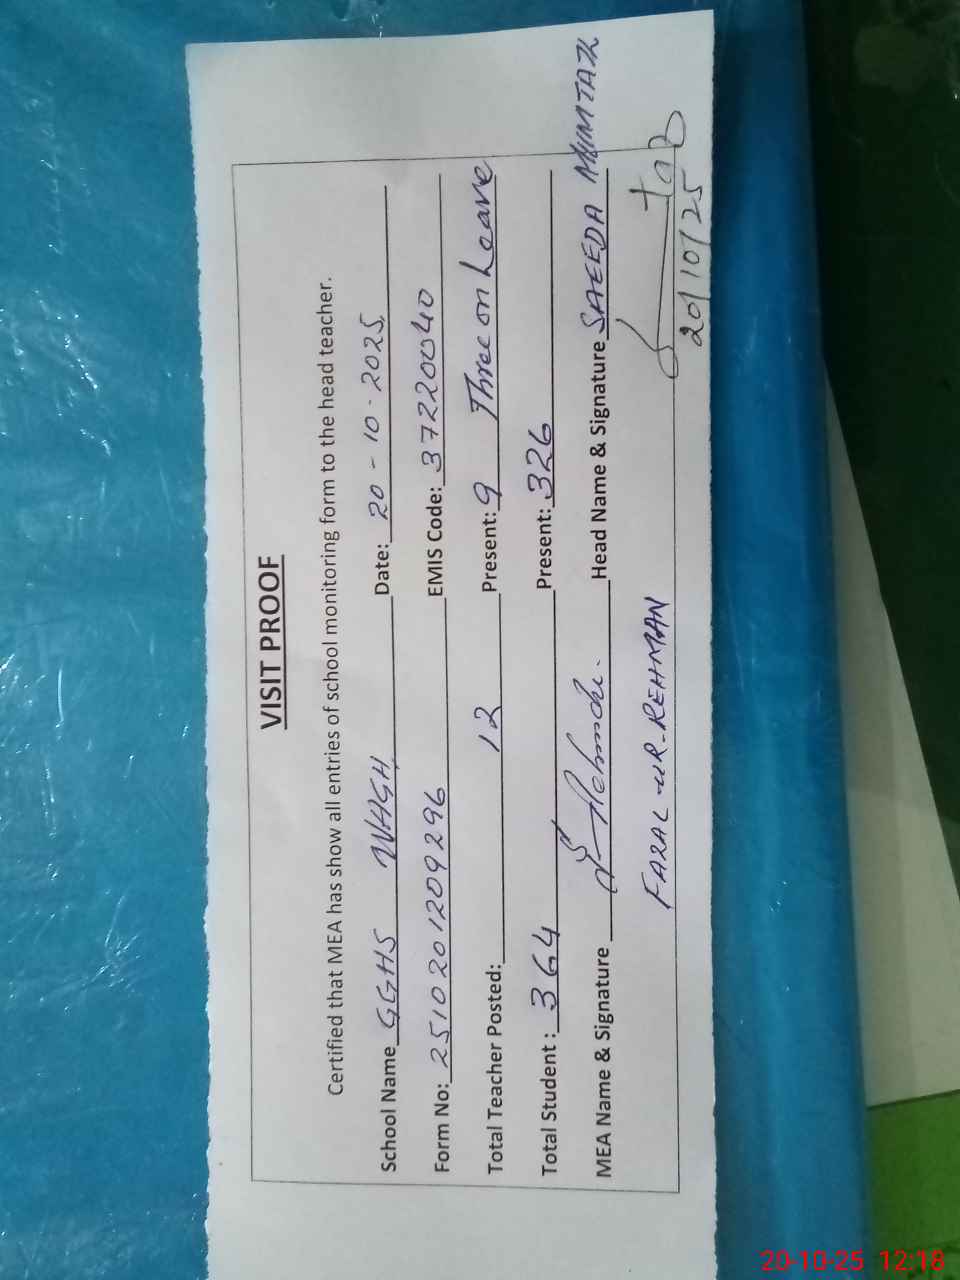 VISIT PROOF
Certified that MEA has show all entries of school monitoring form to the head teacher.
School Name GGHS WAGH Date: 20-10-2025
Form No: 2510201209296 EMIS Code: 37220040
Total Teacher Posted: 12 Present: 9 Three on Leave
Total Student : 364 Present: 326
MEA Name & Signature Head Name & Signature SAEEDA MUMTAZ
FAZAL-UR-REHMAN 20/10/25
20-10-25 12:18